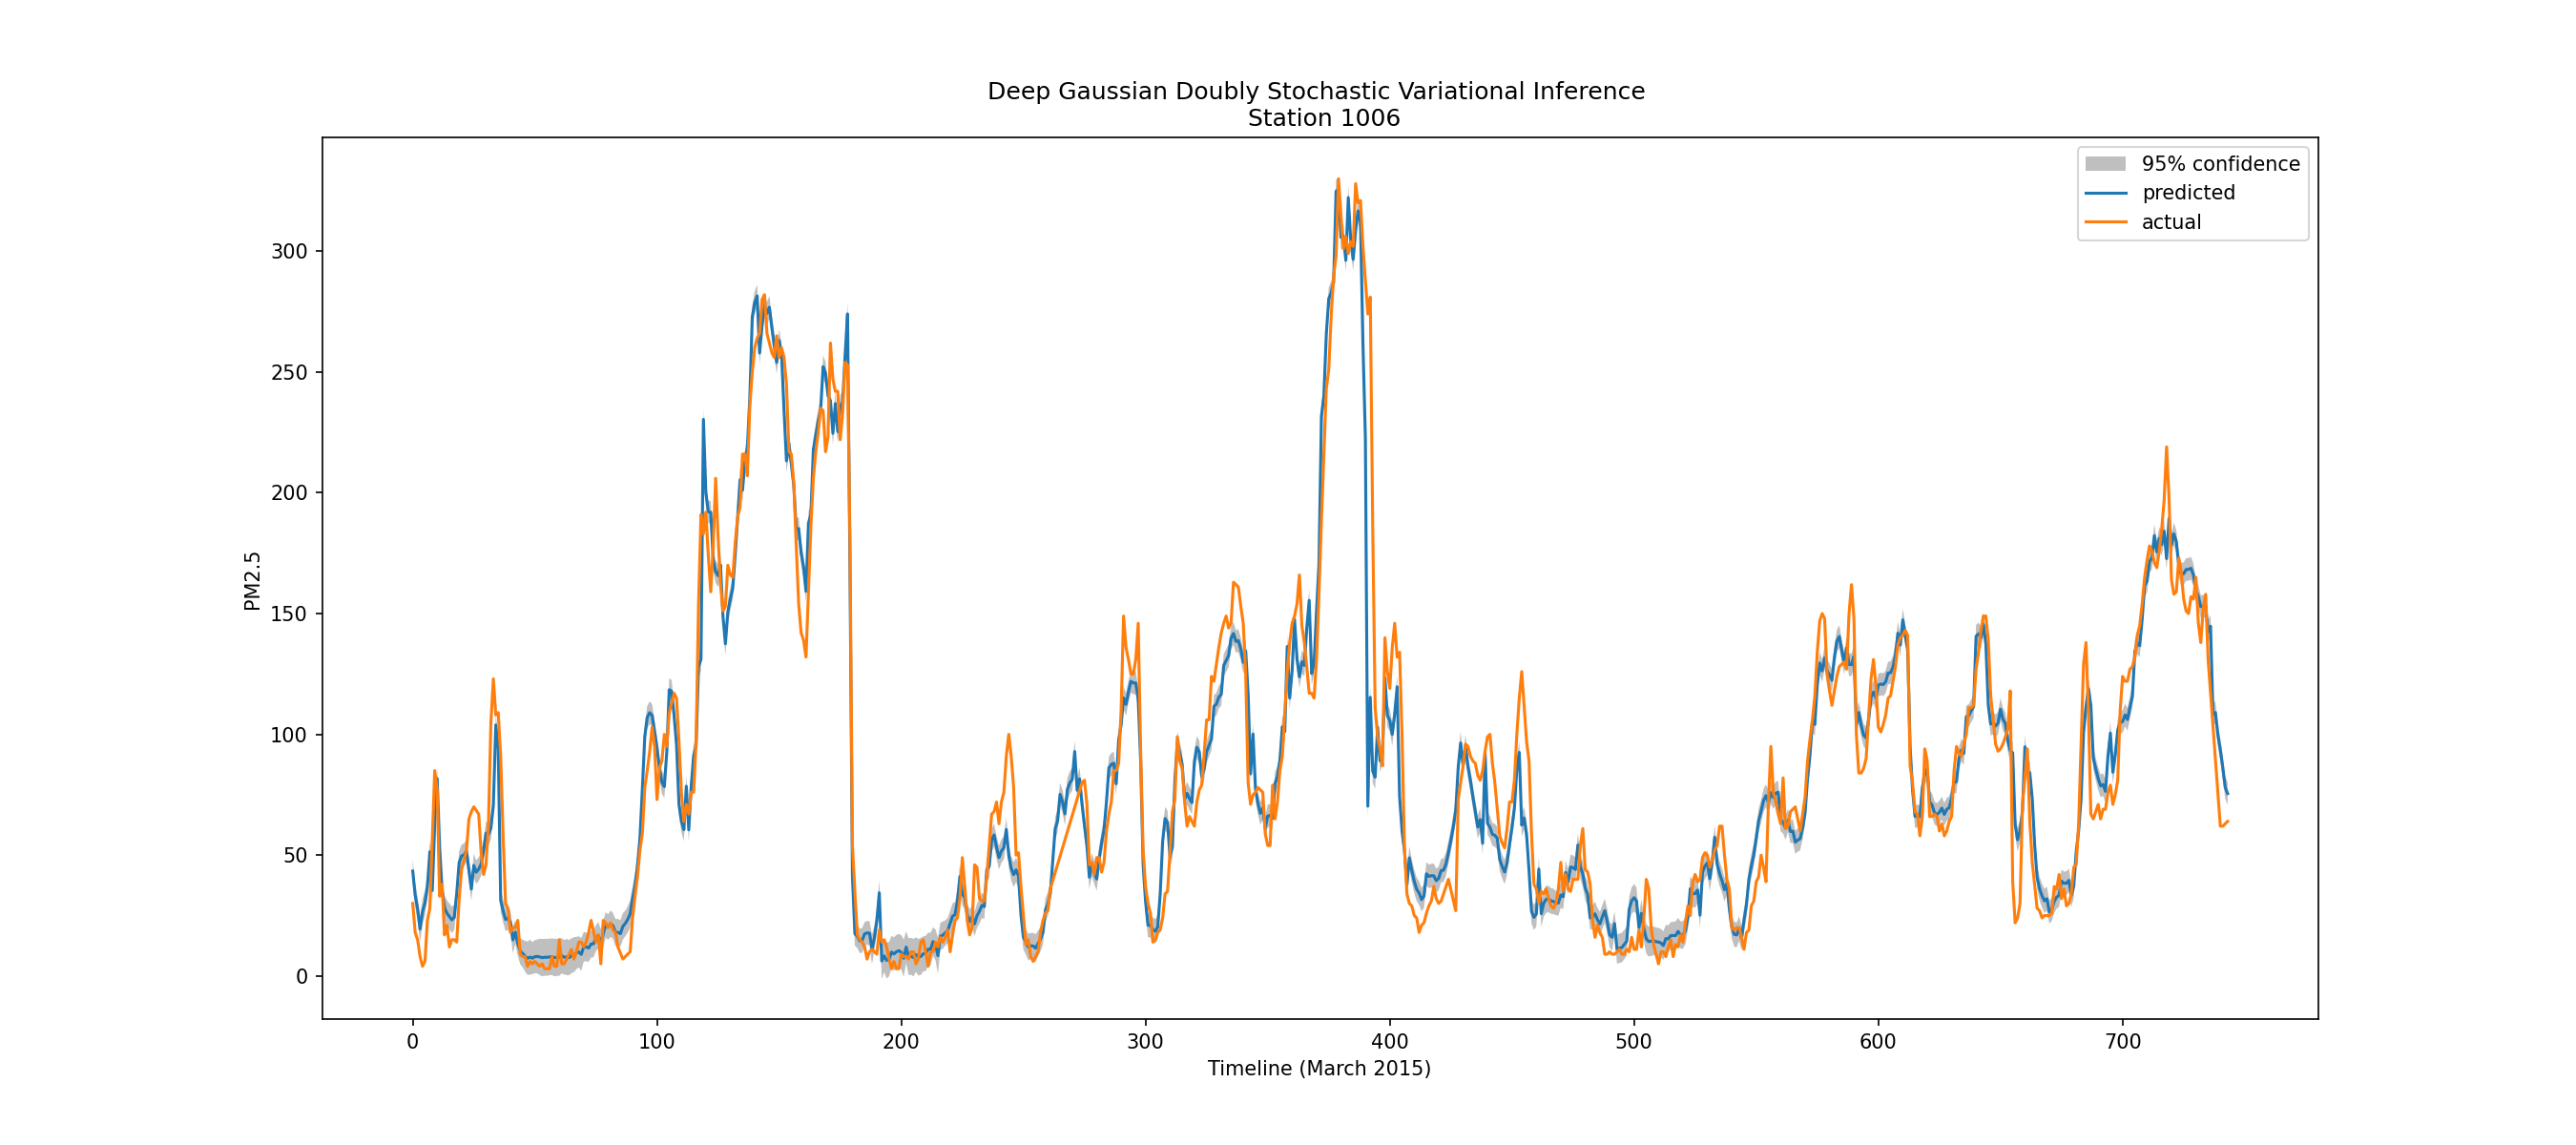 Deep Gaussian Doubly Stochastic Variational Inference
Station 1006
95% confidence
predicted
actual
300
250
200
150
100
50
0
PM2.5
0 100 200 300 400 500 600 700
Timeline (March 2015)